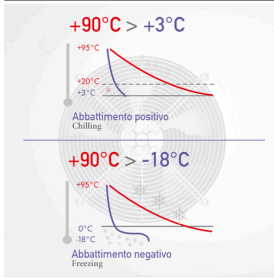 +90°C > +3°C
+95°C
+20°C
+3°C
Abbattimento positivo
Chilling
+90°C > -18°C
+95°C
0°C
-18°C
Abbattimento negativo
Freezing